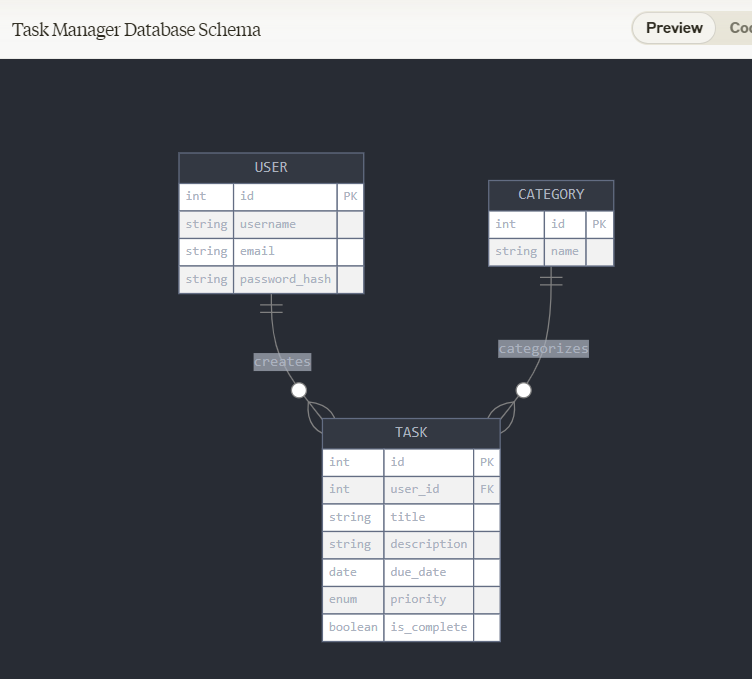 Task Manager Database Schema
Preview
USER
int id PK
string username
string email
string password_hash
CATEGORY
int id PK
string name
creates
categorizes
TASK
int id PK
int user_id FK
string title
string description
date due_date
enum priority
boolean is_complete